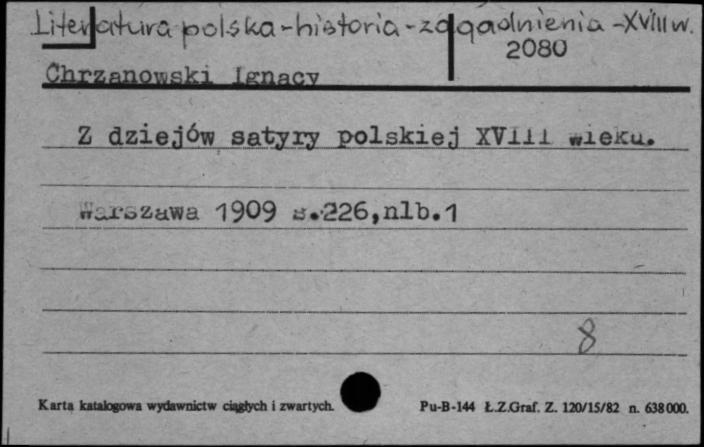 Literatura polska-historia-zagadnienia-XVIII w.
2080
Chrzanowski Ignacy
Z dziejów satyry polskiej XVIII wieku.
Warszawa 1909 s.226,nlb.1
8
Karta katalogowa wydawnictw ciągłych i zwartych. Pu-B-144 Ł.Z.Graf. Z. 120/15/82 n. 638000.